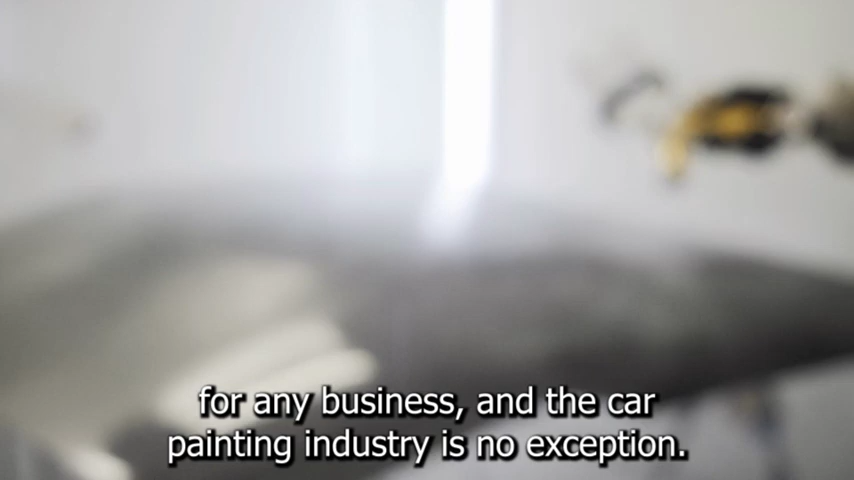 for any business, and the car
painting industry is no exception.